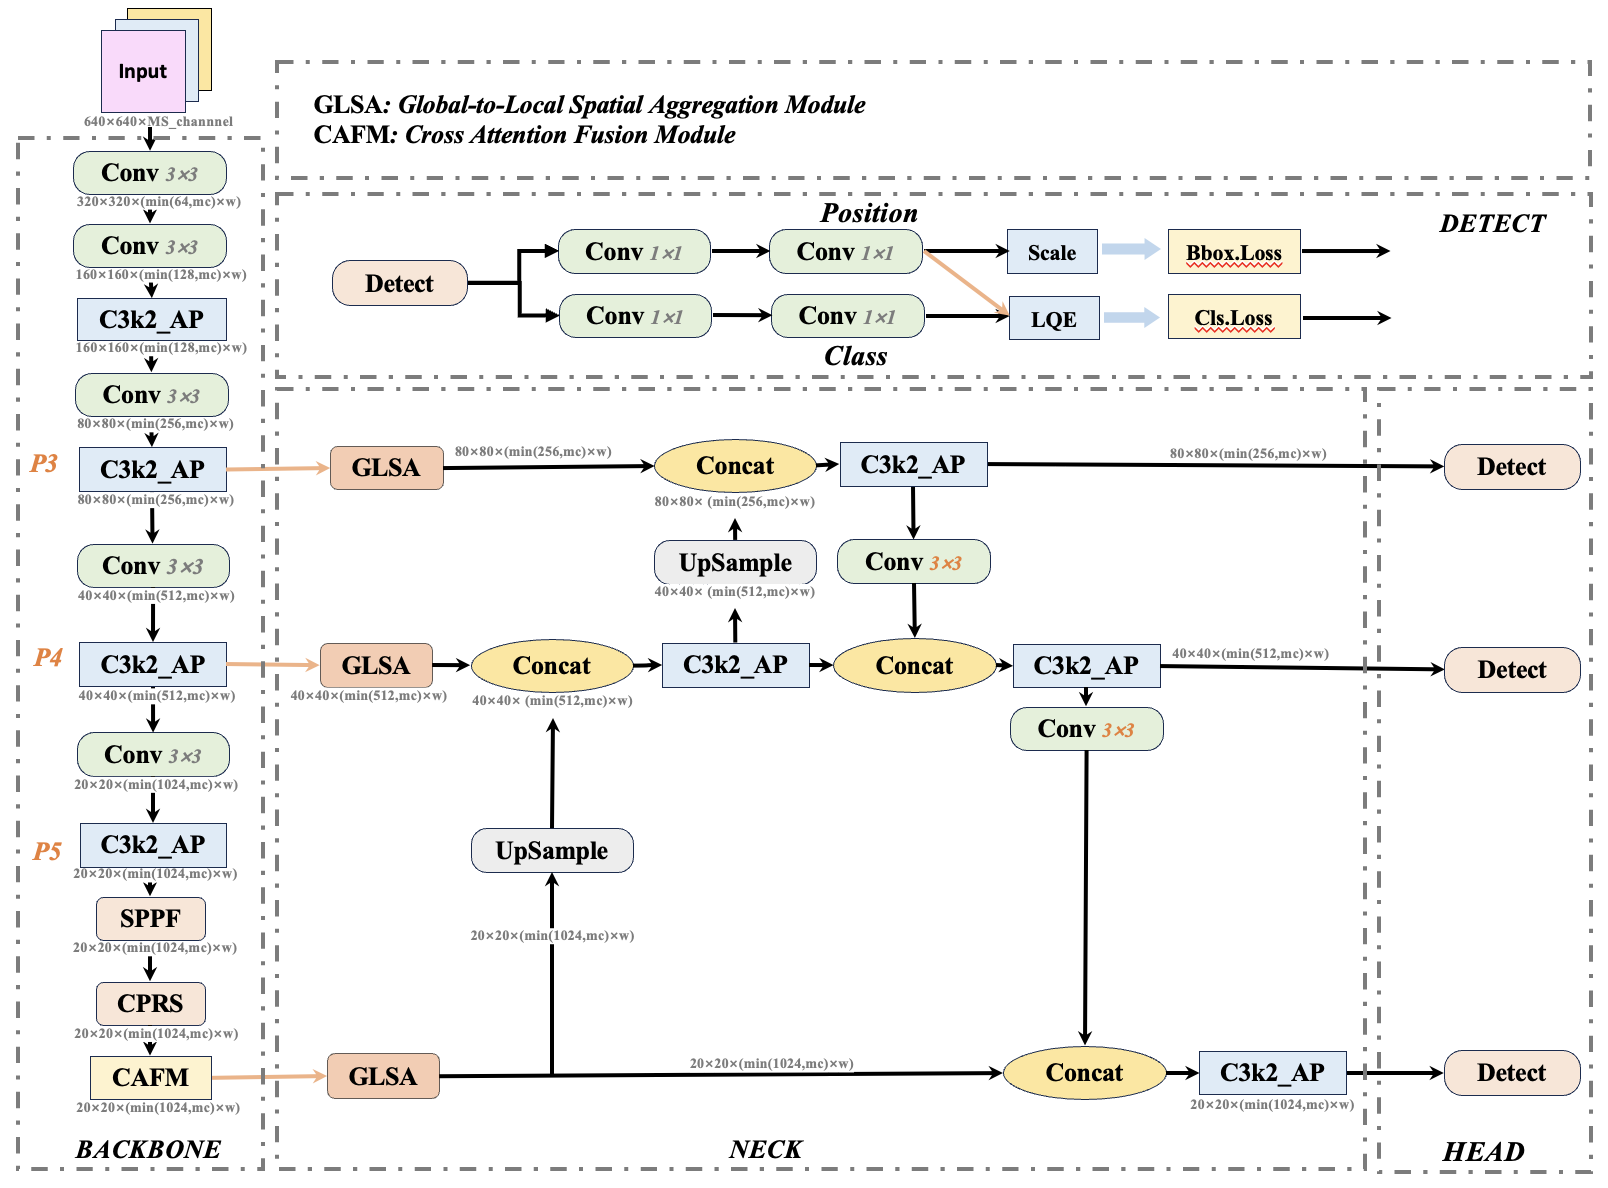 Input
640×640×MS_channnel
Conv 3×3
320×320×(min(64,mc)×w)
Conv 3×3
160×160×(min(128,mc)×w)
C3k2_AP
160×160×(min(128,mc)×w)
Conv 3×3
80×80×(min(256,mc)×w)
P3
C3k2_AP
80×80×(min(256,mc)×w)
Conv 3×3
40×40×(min(512,mc)×w)
P4
C3k2_AP
40×40×(min(512,mc)×w)
Conv 3×3
20×20×(min(1024,mc)×w)
P5
C3k2_AP
20×20×(min(1024,mc)×w)
SPPF
20×20×(min(1024,mc)×w)
CPRS
20×20×(min(1024,mc)×w)
CAFM
20×20×(min(1024,mc)×w)
BACKBONE
GLSA: Global-to-Local Spatial Aggregation Module
CAFM: Cross Attention Fusion Module
Position
DETECT
Detect
Conv 1×1
Conv 1×1
Scale
Bbox.Loss
Conv 1×1
Conv 1×1
LQE
Cls.Loss
Class
GLSA
80×80×(min(256,mc)×w)
Concat
80×80× (min(256,mc)×w)
C3k2_AP
80×80×(min(256,mc)×w)
Detect
UpSample
40×40× (min(512,mc)×w)
Conv 3×3
GLSA
40×40×(min(512,mc)×w)
Concat
40×40× (min(512,mc)×w)
C3k2_AP
Concat
C3k2_AP
40×40×(min(512,mc)×w)
Detect
Conv 3×3
UpSample
20×20×(min(1024,mc)×w)
GLSA
20×20×(min(1024,mc)×w)
Concat
C3k2_AP
20×20×(min(1024,mc)×w)
Detect
NECK
HEAD